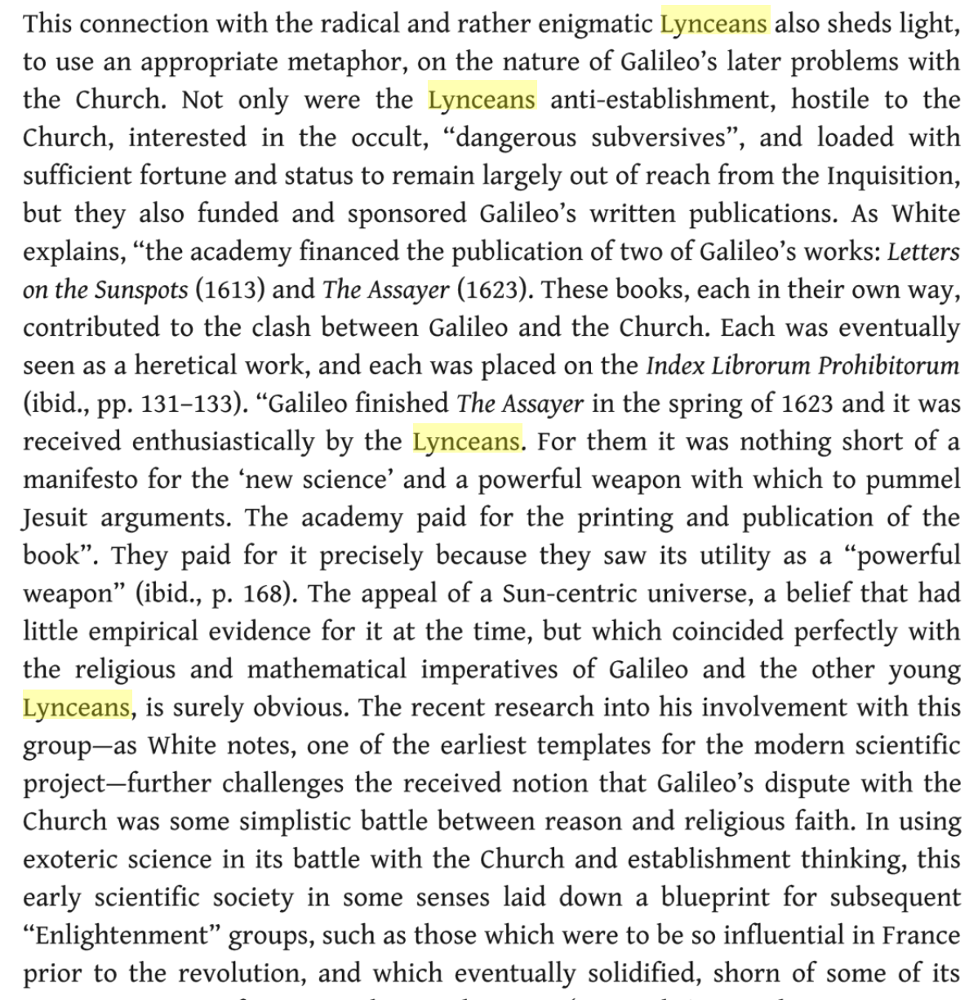 This connection with the radical and rather enigmatic Lynceans also sheds light,
to use an appropriate metaphor, on the nature of Galileo’s later problems with
the Church. Not only were the Lynceans anti-establishment, hostile to the
Church, interested in the occult, “dangerous subversives”, and loaded with
sufficient fortune and status to remain largely out of reach from the Inquisition,
but they also funded and sponsored Galileo’s written publications. As White
explains, “the academy financed the publication of two of Galileo’s works: Letters
on the Sunspots (1613) and The Assayer (1623). These books, each in their own way,
contributed to the clash between Galileo and the Church. Each was eventually
seen as a heretical work, and each was placed on the Index Librorum Prohibitorum
(ibid., pp. 131–133). “Galileo finished The Assayer in the spring of 1623 and it was
received enthusiastically by the Lynceans. For them it was nothing short of a
manifesto for the ‘new science’ and a powerful weapon with which to pummel
Jesuit arguments. The academy paid for the printing and publication of the
book”. They paid for it precisely because they saw its utility as a “powerful
weapon” (ibid., p. 168). The appeal of a Sun-centric universe, a belief that had
little empirical evidence for it at the time, but which coincided perfectly with
the religious and mathematical imperatives of Galileo and the other young
Lynceans, is surely obvious. The recent research into his involvement with this
group—as White notes, one of the earliest templates for the modern scientific
project—further challenges the received notion that Galileo’s dispute with the
Church was some simplistic battle between reason and religious faith. In using
exoteric science in its battle with the Church and establishment thinking, this
early scientific society in some senses laid down a blueprint for subsequent
“Enlightenment” groups, such as those which were to be so influential in France
prior to the revolution, and which eventually solidified, shorn of some of its